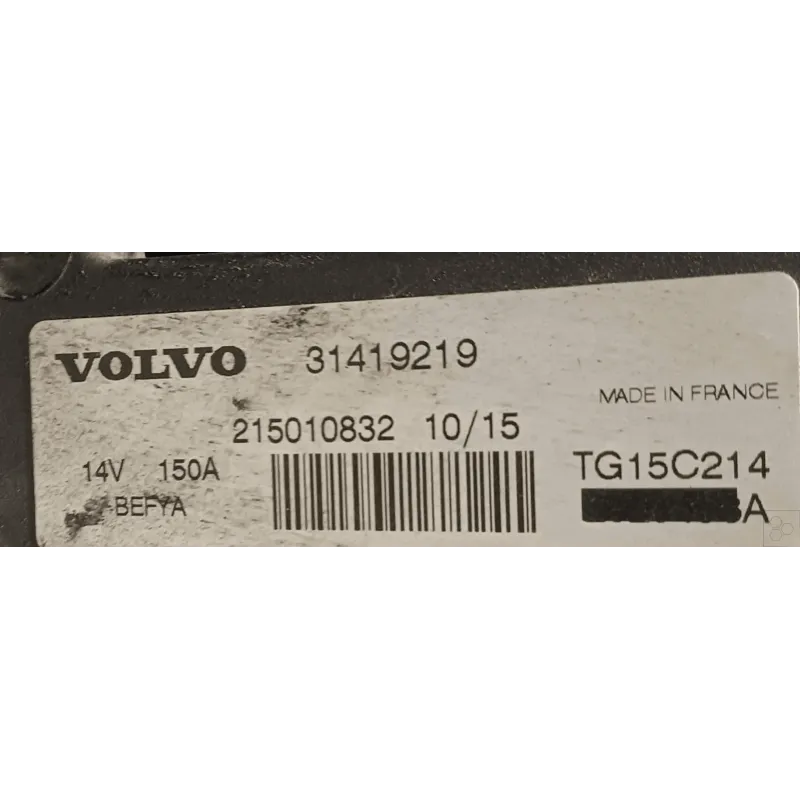 VOLVO 31419219
MADE IN FRANCE
215010832 10/15
14V 150A
TG15C214
-BEFYA
A